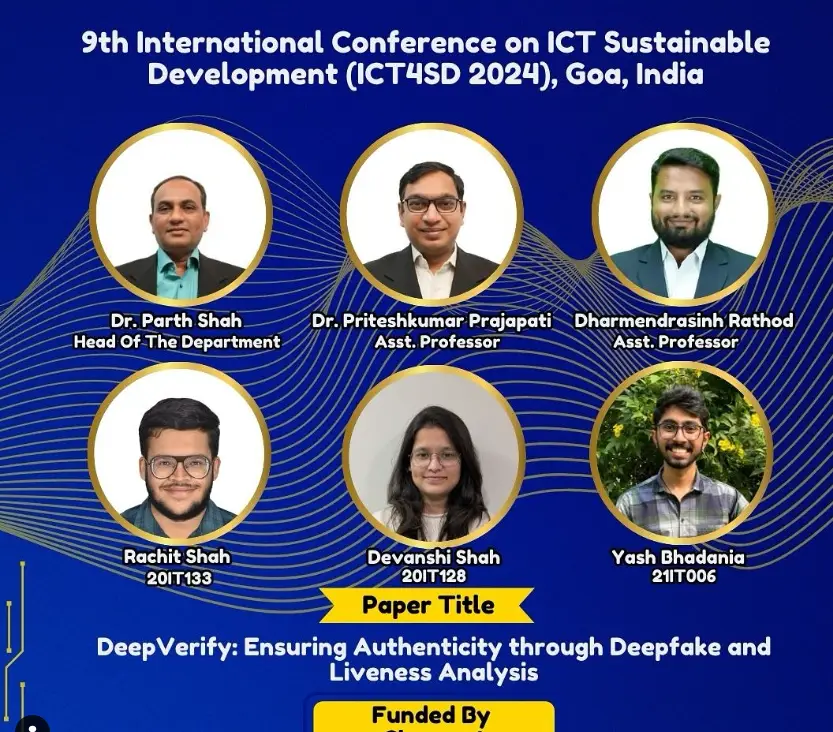 9th International Conference on ICT Sustainable
Development (ICT4SD 2024), Goa, India
Dr. Parth Shah
Head Of The Department
Dr. Priteshkumar Prajapati
Asst. Professor
Dharmendrasinh Rathod
Asst. Professor
Rachit Shah
20IT133
Devanshi Shah
20IT128
Yash Bhadania
21IT006
Paper Title
DeepVerify: Ensuring Authenticity through Deepfake and
Liveness Analysis
Funded By